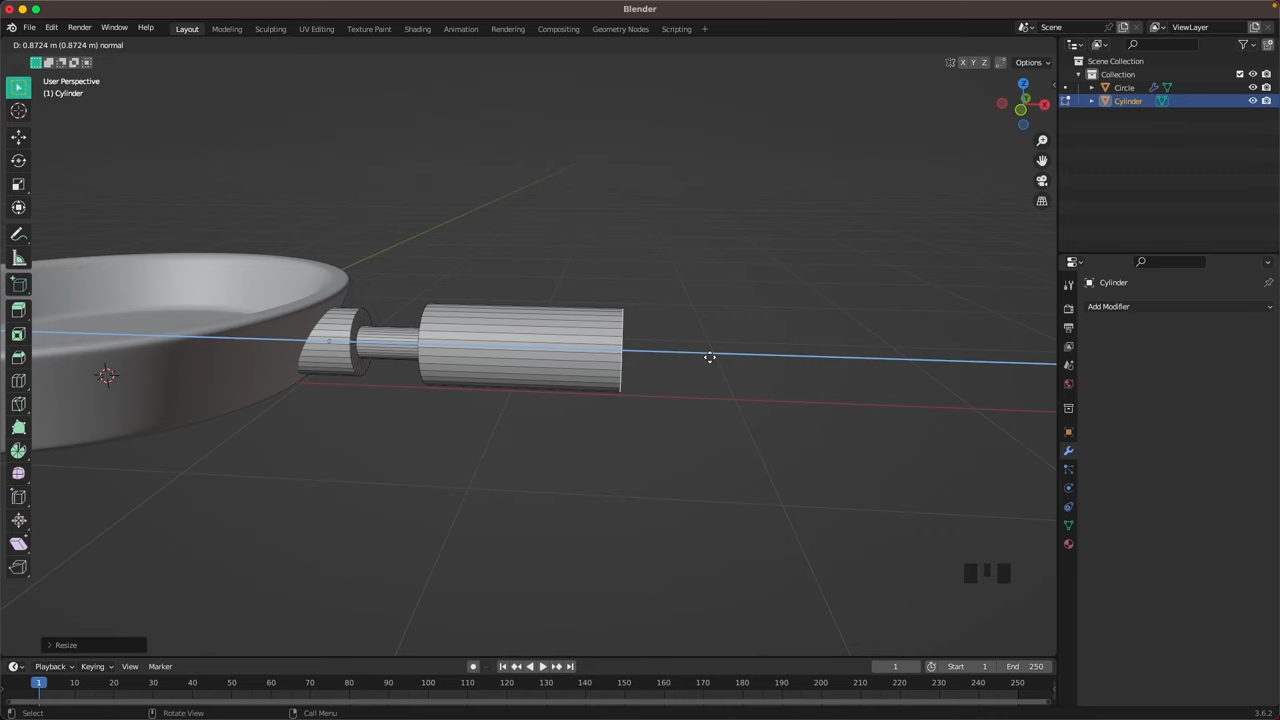 Blender
File Edit Render Window Help
Layout Modeling Sculpting UV Editing Texture Paint Shading Animation Compositing Geometry Nodes Rendering Scripting +
Scene
ViewLayer
D: 0.8724 m (0.8724 m) normal
X Y Z
Options
User Perspective
(1) Cylinder
Z
X
Scene Collection
Collection
Circle
Cylinder
Cylinder
Add Modifier
Resize
Playback Keying View Marker
1
Start 1
End 250
1 10 20 30 40 50 60 70 80 90 100 110 120 130 140 150 160 170 180 190 200 210 220 230 240 250
Select
Rotate View
Call Menu
3.6.2